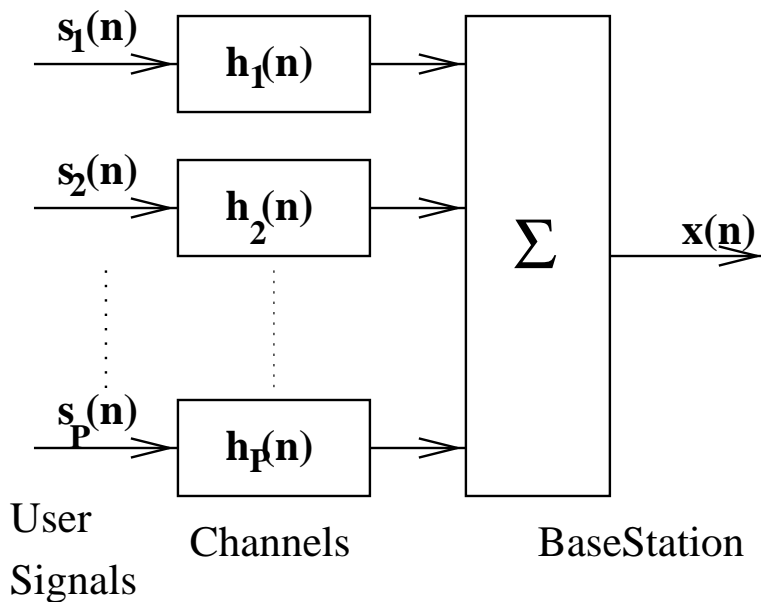 s1(n)
h1(n)
s2(n)
h2(n)
Σ
x(n)
sP(n)
hP(n)
User
Signals
Channels
BaseStation